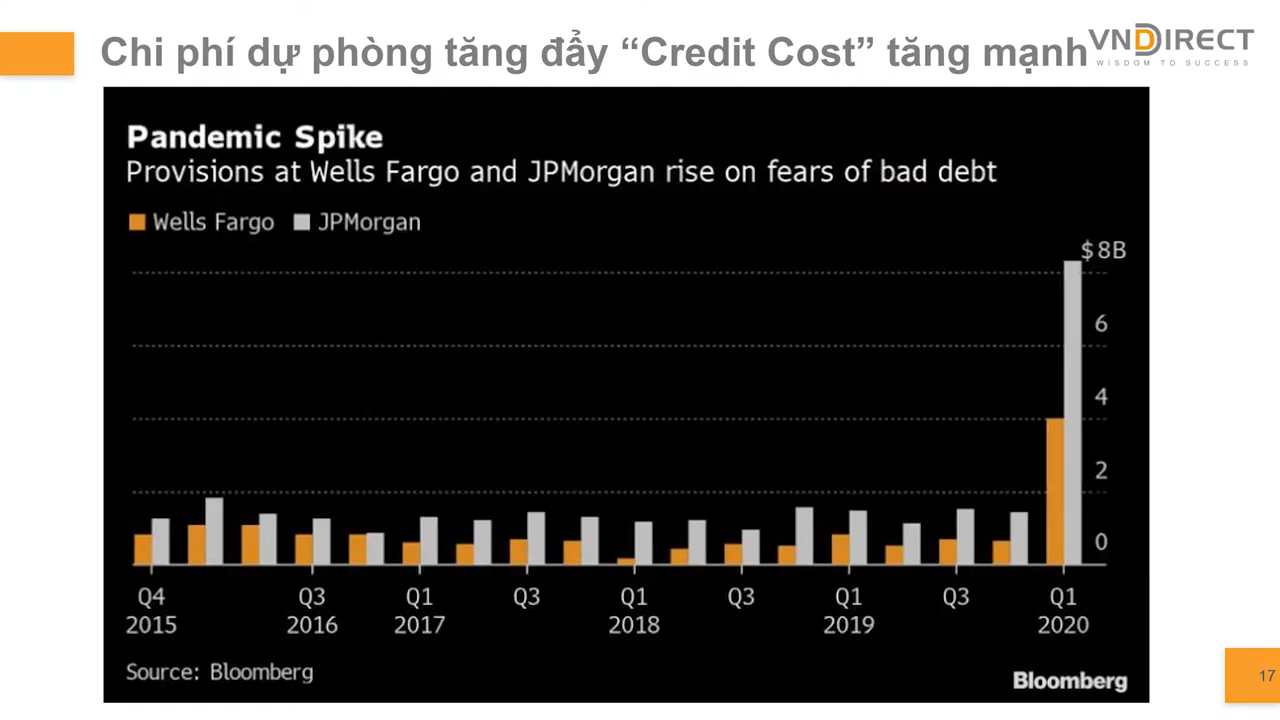 Chi phí dự phòng tăng đẩy “Credit Cost” tăng mạnh
VNDIRECT
WISDOM TO SUCCESS
Pandemic Spike
Provisions at Wells Fargo and JPMorgan rise on fears of bad debt
Wells Fargo JPMorgan
$8B
6
4
2
0
Q4 Q3 Q1 Q3 Q1 Q3 Q1 Q3 Q1
2015 2016 2017 2018 2019 2020
Source: Bloomberg
Bloomberg
17